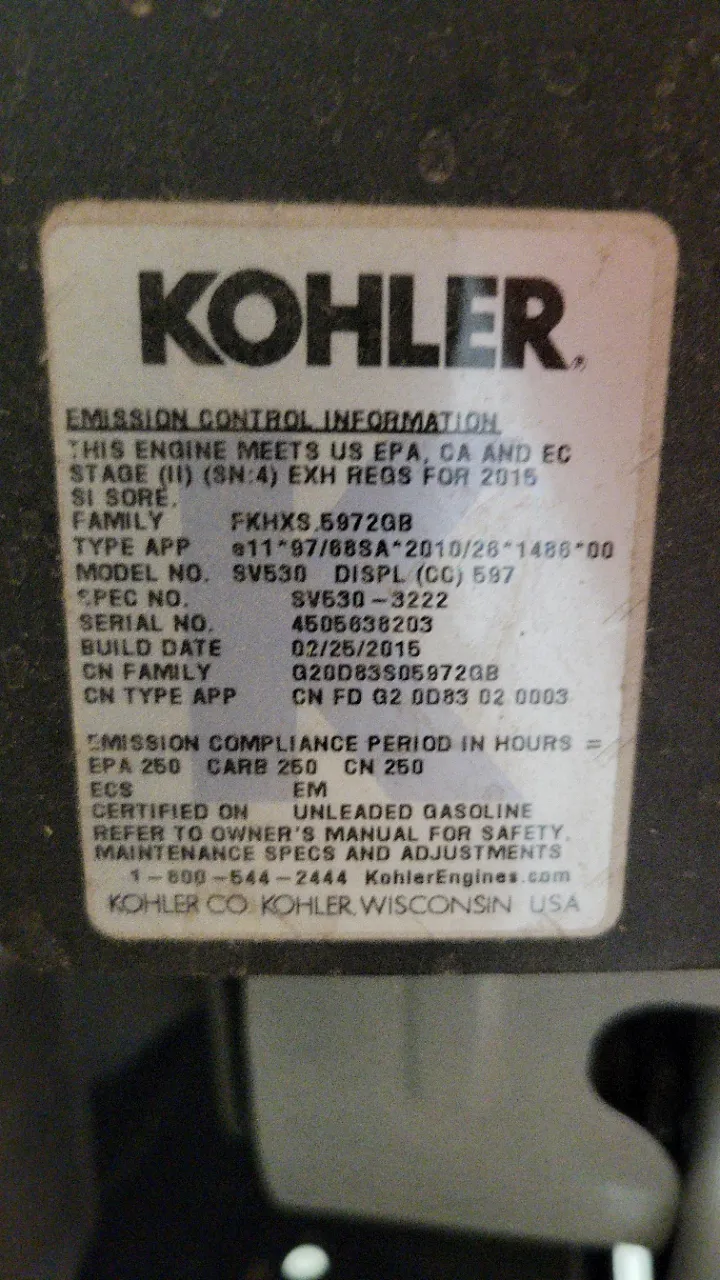 KOHLER®
EMISSION CONTROL INFORMATION
THIS ENGINE MEETS US EPA, CA AND EC
STAGE (II) (SN:4) EXH REGS FOR 2015
SI SORE.
FAMILY FKHXS.5972GB
TYPE APP e11*97/68SA*2010/26*1486*00
MODEL NO. SV530 DISPL (CC) 597
SPEC NO. SV530-3222
SERIAL NO. 4505638203
BUILD DATE 02/25/2015
CN FAMILY G20D83S05972GB
CN TYPE APP CN FD G2 0D83 02 0003
EMISSION COMPLIANCE PERIOD IN HOURS =
EPA 250 CARB 250 CN 250
ECS EM
CERTIFIED ON UNLEADED GASOLINE
REFER TO OWNER'S MANUAL FOR SAFETY,
MAINTENANCE SPECS AND ADJUSTMENTS
1-800-544-2444 KohlerEngines.com
KOHLER CO. KOHLER, WISCONSIN USA